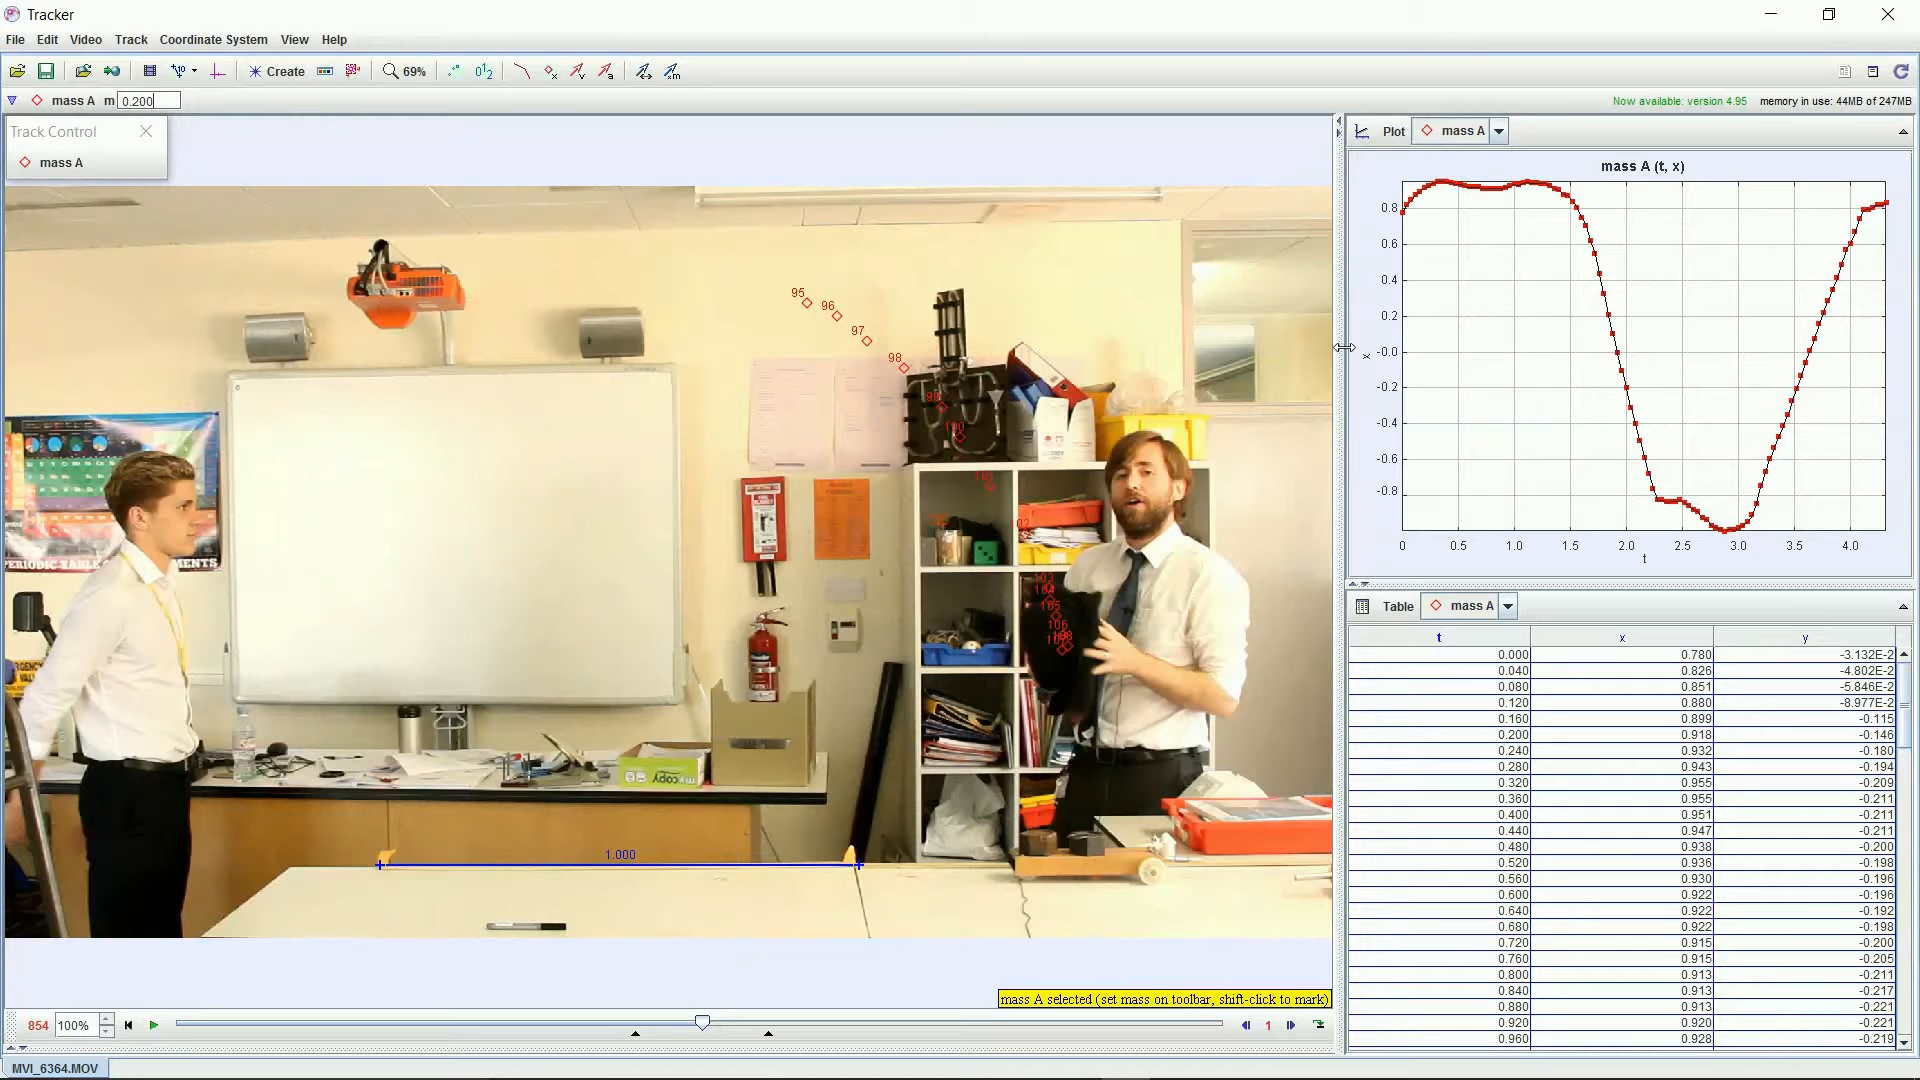 Tracker
File Edit Video Track Coordinate System View Help
Create 69%
mass A m 0.200
Now available: version 4.95 memory in use: 44MB of 247MB
Track Control
mass A
95
96
97
98
99
100
101
103
104
105
106
PERIODIC TABLE
MENTS
mycopy
1.000
mass A selected (set mass on toolbar, shift-click to mark)
854 100% 1
MVI_6364.MOV
Plot mass A
mass A (t, x)
0.8
0.6
0.4
0.2
-0.0
-0.2
-0.4
-0.6
-0.8
x
0 0.5 1.0 1.5 2.0 2.5 3.0 3.5 4.0
t
Table mass A
t x y
0.000 0.780 -3.132E-2
0.040 0.826 -4.802E-2
0.080 0.851 -5.846E-2
0.120 0.880 -8.977E-2
0.160 0.899 -0.115
0.200 0.918 -0.146
0.240 0.932 -0.180
0.280 0.943 -0.194
0.320 0.955 -0.209
0.360 0.955 -0.211
0.400 0.951 -0.211
0.440 0.947 -0.211
0.480 0.938 -0.200
0.520 0.936 -0.198
0.560 0.930 -0.196
0.600 0.922 -0.196
0.640 0.922 -0.192
0.680 0.922 -0.198
0.720 0.915 -0.200
0.760 0.915 -0.205
0.800 0.913 -0.211
0.840 0.913 -0.217
0.880 0.913 -0.221
0.920 0.920 -0.221
0.960 0.928 -0.219